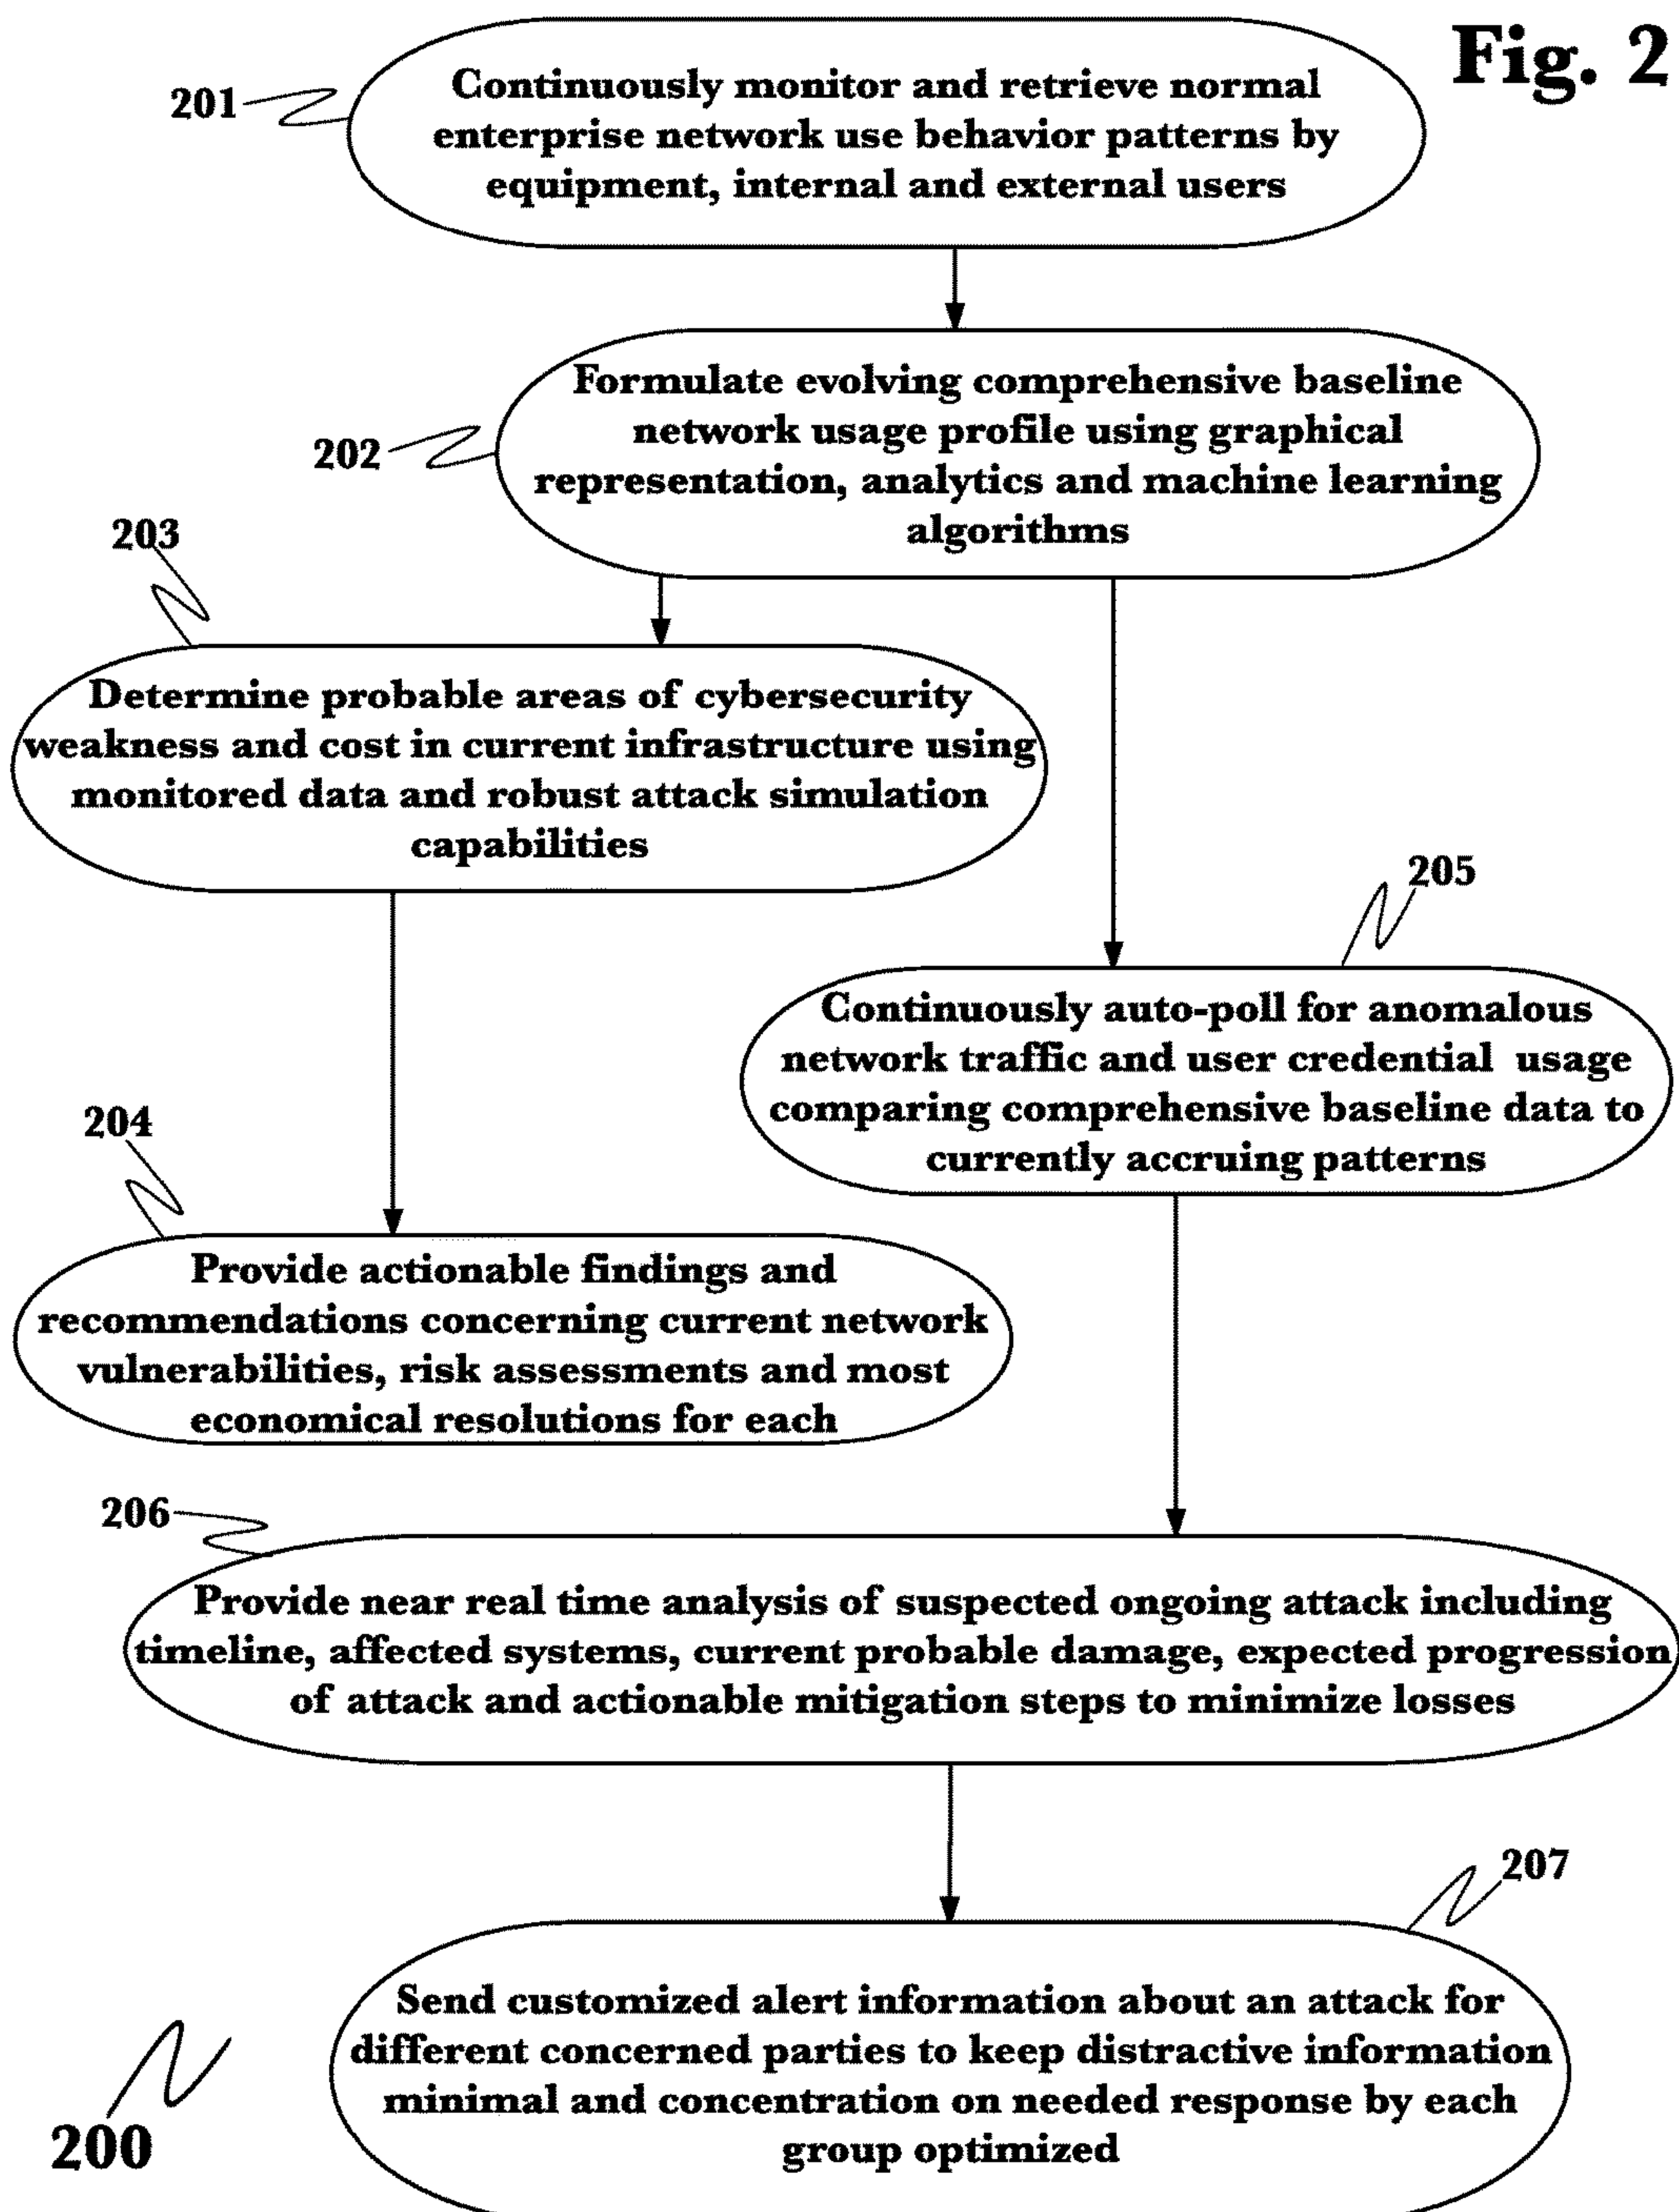 Fig. 2
201
Continuously monitor and retrieve normal
enterprise network use behavior patterns by
equipment, internal and external users
202
Formulate evolving comprehensive baseline
network usage profile using graphical
representation, analytics and machine learning
algorithms
203
Determine probable areas of cybersecurity
weakness and cost in current infrastructure using
monitored data and robust attack simulation
capabilities
205
Continuously auto-poll for anomalous
network traffic and user credential usage
comparing comprehensive baseline data to
currently accruing patterns
204
Provide actionable findings and
recommendations concerning current network
vulnerabilities, risk assessments and most
economical resolutions for each
206
Provide near real time analysis of suspected ongoing attack including
timeline, affected systems, current probable damage, expected progression
of attack and actionable mitigation steps to minimize losses
207
Send customized alert information about an attack for
different concerned parties to keep distractive information
minimal and concentration on needed response by each
group optimized
200